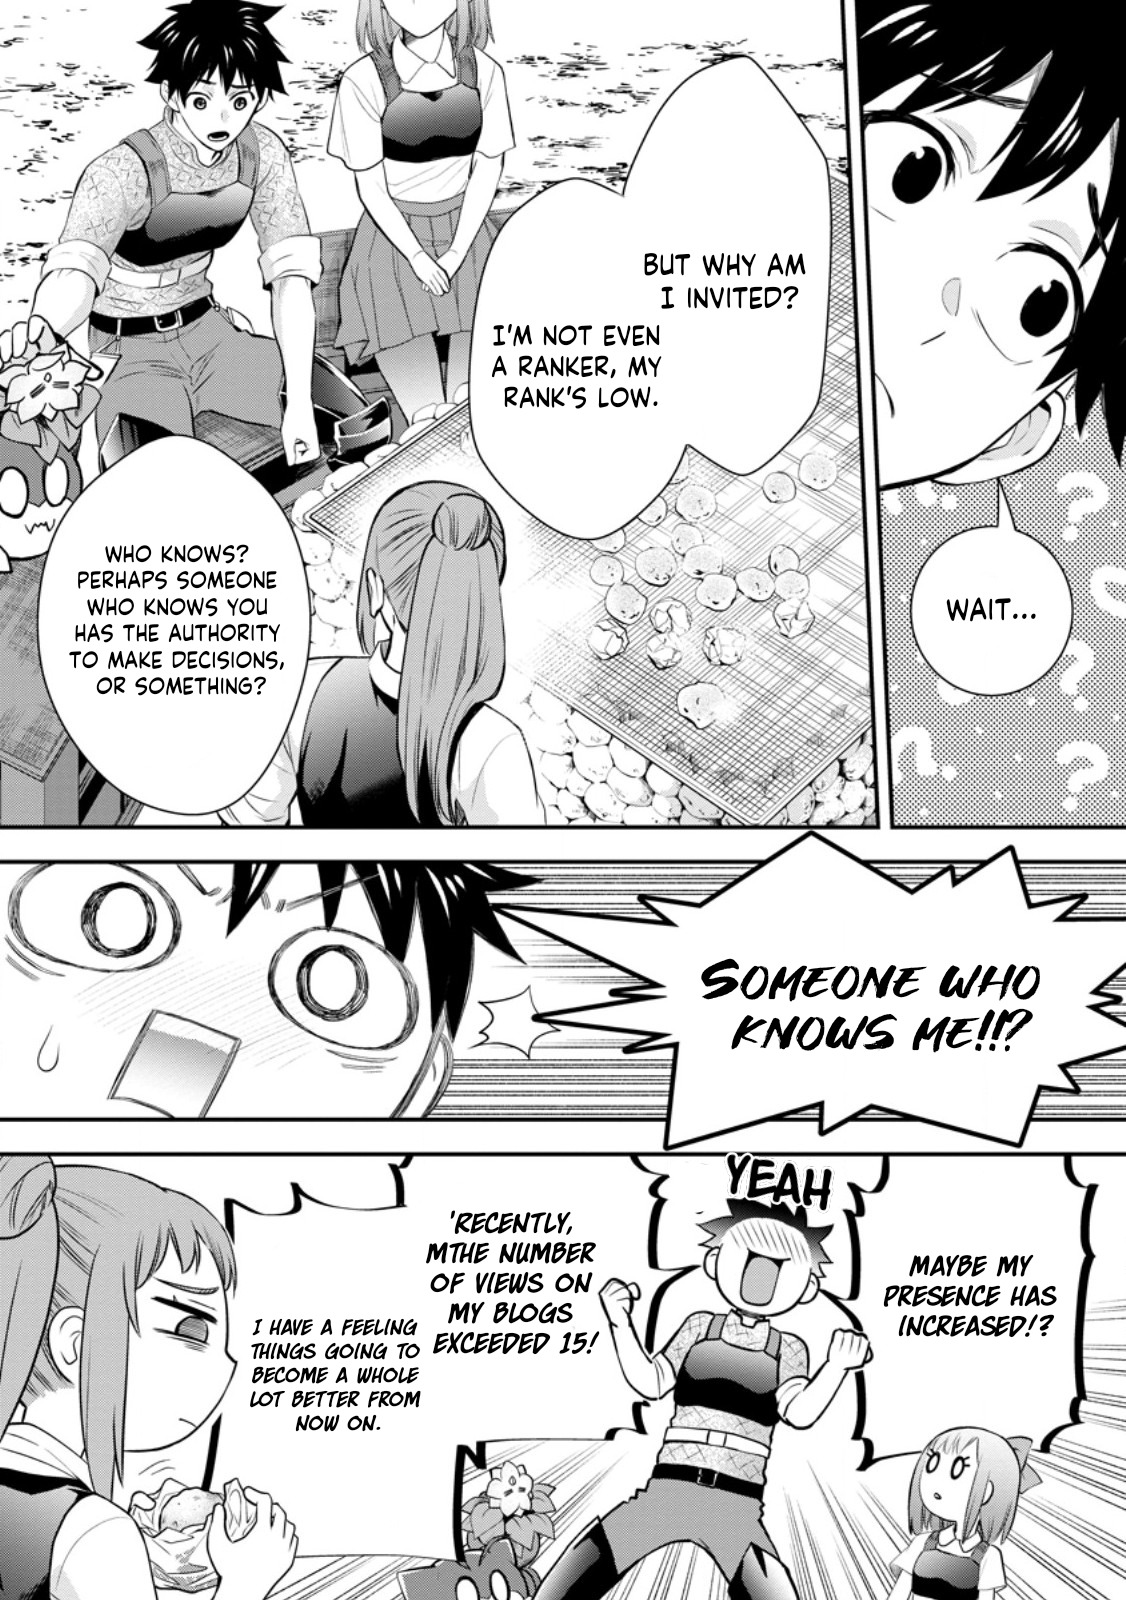 WAIT...
BUT WHY AM
I INVITED?
I'M NOT EVEN
A RANKER, MY
RANK'S LOW.
WHO KNOWS?
PERHAPS SOMEONE
WHO KNOWS YOU
HAS THE AUTHORITY
TO MAKE DECISIONS,
OR SOMETHING?
SOMEONE WHO
KNOWS ME!!?
YEAH
MAYBE MY
PRESENCE HAS
INCREASED!?
'RECENTLY,
MTHE NUMBER
OF VIEWS ON
MY BLOGS
EXCEEDED 15!
I HAVE A FEELING
THINGS GOING TO
BECOME A WHOLE
LOT BETTER FROM
NOW ON.